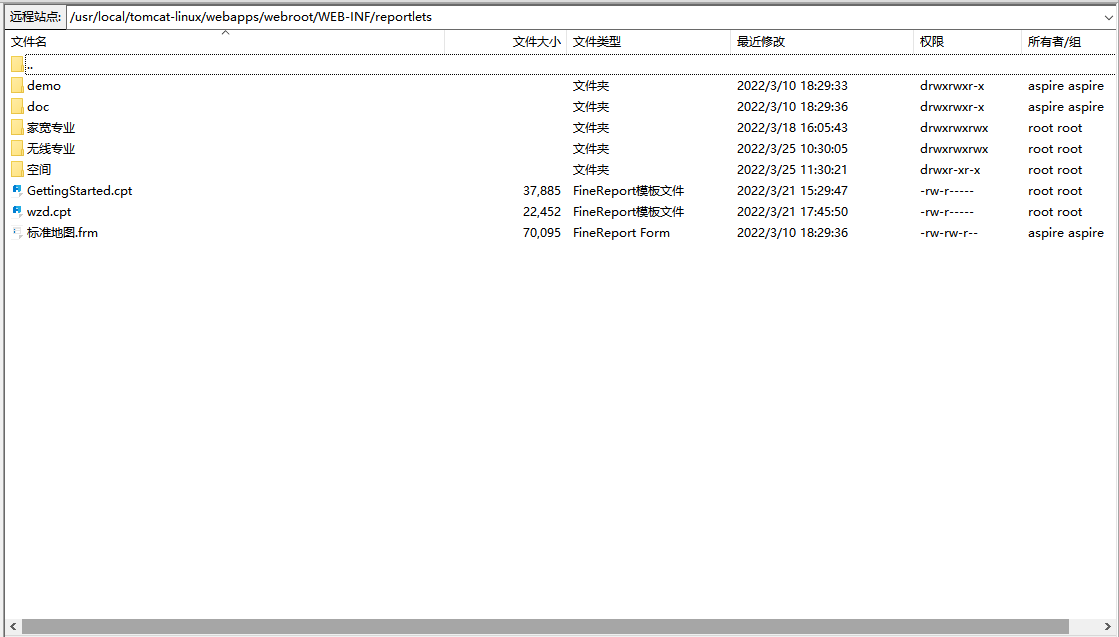 远程站点: /usr/local/tomcat-linux/webapps/webroot/WEB-INF/reportlets
文件名 文件大小 文件类型 最近修改 权限 所有者/组
..
demo 文件夹 2022/3/10 18:29:33 drwxrwxr-x aspire aspire
doc 文件夹 2022/3/10 18:29:36 drwxrwxr-x aspire aspire
家宽专业 文件夹 2022/3/18 16:05:43 drwxrwxrwx root root
无线专业 文件夹 2022/3/25 10:30:05 drwxrwxrwx root root
空间 文件夹 2022/3/25 11:30:21 drwxr-xr-x root root
GettingStarted.cpt 37,885 FineReport模板文件 2022/3/21 15:29:47 -rw-r----- root root
wzd.cpt 22,452 FineReport模板文件 2022/3/21 17:45:50 -rw-r----- root root
标准地图.frm 70,095 FineReport Form 2022/3/10 18:29:36 -rw-rw-r-- aspire aspire